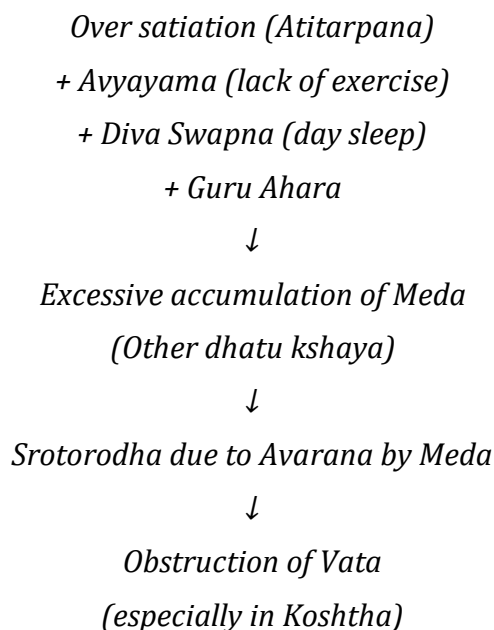 Over satiation (Atitarpana)
+ Avyayama (lack of exercise)
+ Diva Swapna (day sleep)
+ Guru Ahara
↓
Excessive accumulation of Meda
(Other dhatu kshaya)
↓
Srotorodha due to Avarana by Meda
↓
Obstruction of Vata
(especially in Koshtha)